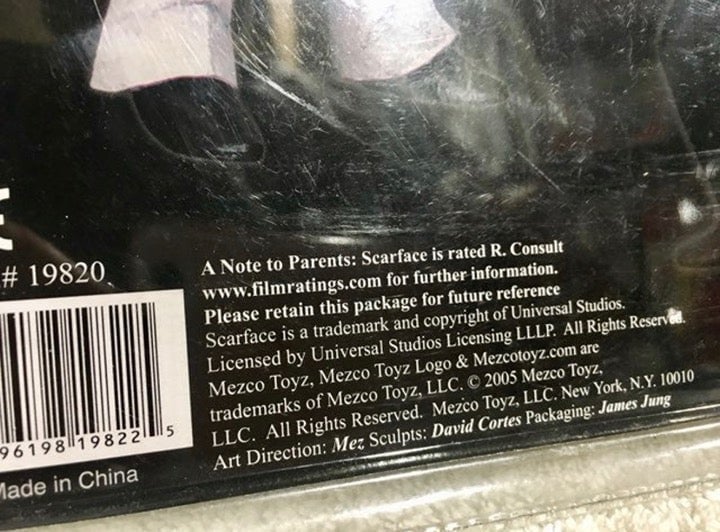 # 19820
A Note to Parents: Scarface is rated R. Consult
www.filmratings.com for further information.
Please retain this package for future reference
Scarface is a trademark and copyright of Universal Studios.
Licensed by Universal Studios Licensing LLLP. All Rights Reserved.
Mezco Toyz, Mezco Toyz Logo & Mezcotoyz.com are
trademarks of Mezco Toyz, LLC. © 2005 Mezco Toyz,
LLC. All Rights Reserved. Mezco Toyz, LLC. New York, N.Y. 10010
Art Direction: Mez Sculpts: David Cortes Packaging: James Jung
96198 19822 5
Made in China